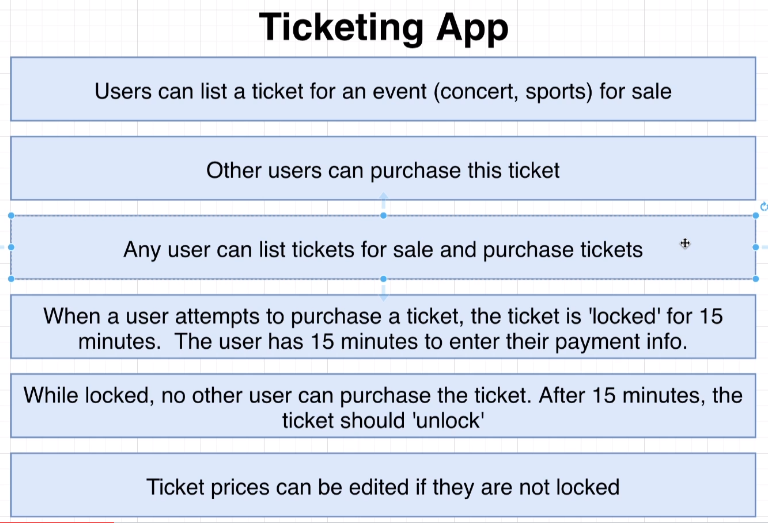 Ticketing App
Users can list a ticket for an event (concert, sports) for sale
Other users can purchase this ticket
Any user can list tickets for sale and purchase tickets
When a user attempts to purchase a ticket, the ticket is 'locked' for 15
minutes.  The user has 15 minutes to enter their payment info.
While locked, no other user can purchase the ticket. After 15 minutes, the
ticket should 'unlock'
Ticket prices can be edited if they are not locked